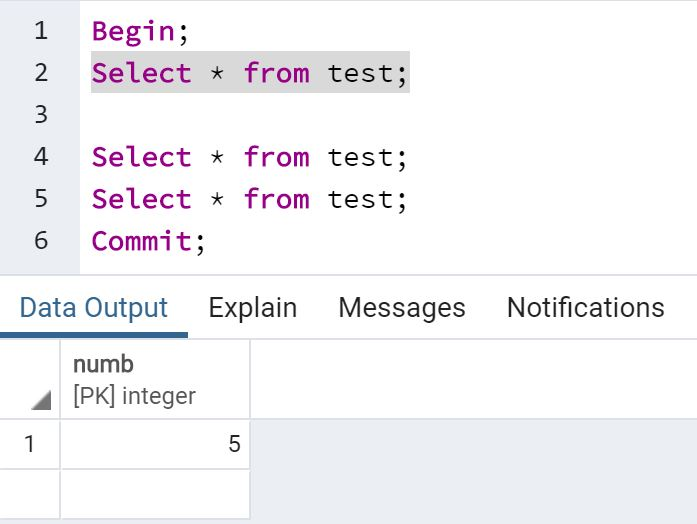 1 Begin;
2 Select * from test;
3
4 Select * from test;
5 Select * from test;
6 Commit;
Data Output Explain Messages Notifications
numb
[PK] integer
1 5